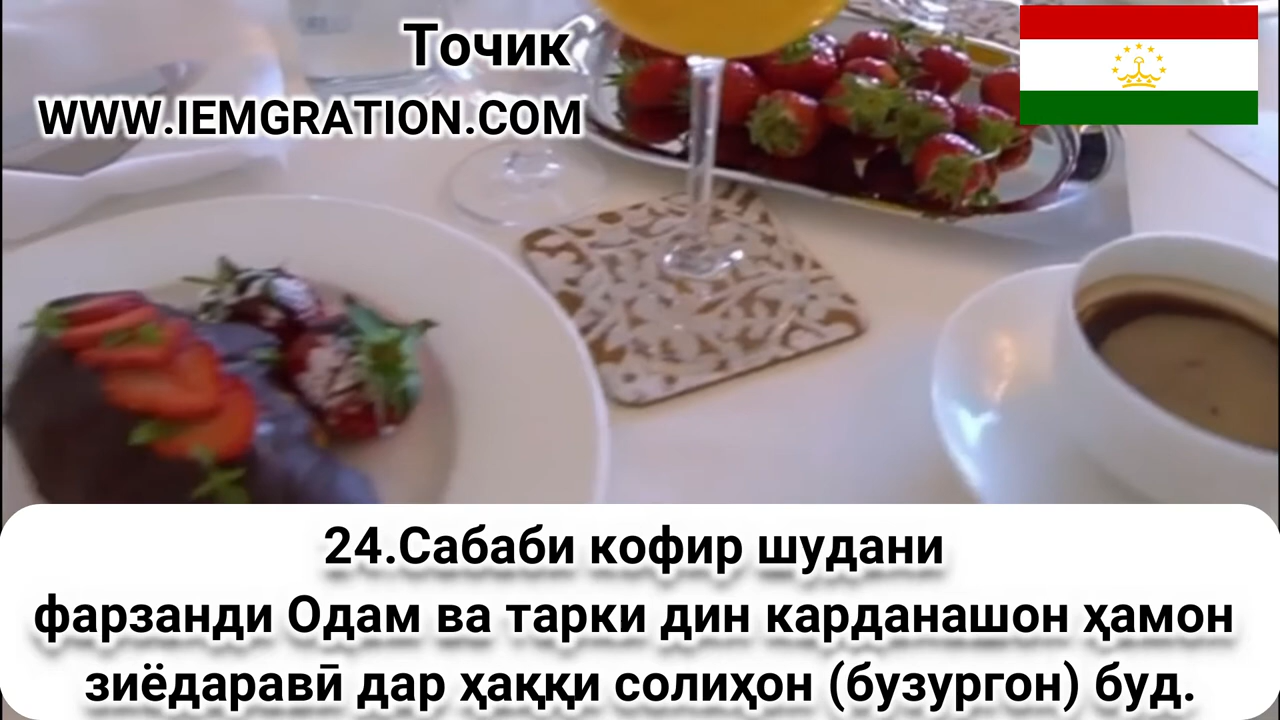 Точик
WWW.IEMGRATION.COM
24.Сабаби кофир шудани
фарзанди Одам ва тарки дин карданашон ҳамон
зиёдаравӣ дар ҳаққи солиҳон (бузургон) буд.